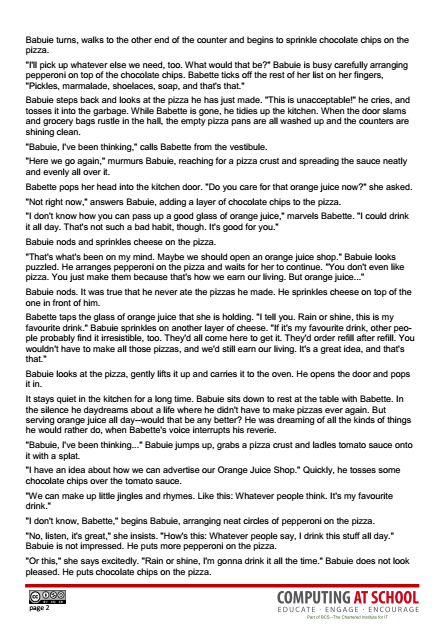 Babuie turns, walks to the other end of the counter and begins to sprinkle chocolate chips on the
pizza.
"I'll pick up whatever else we need, too. What would that be?" Babuie is busy carefully arranging
pepperoni on top of the chocolate chips. Babette ticks off the rest of her list on her fingers,
"Pickles, marmalade, shoelaces, soap, and that's that."
Babuie steps back and looks at the pizza he has just made. "This is unacceptable!" he cries, and
tosses it into the garbage. While Babette is gone, he tidies up the kitchen. When the door slams
and grocery bags rustle in the hall, the empty pizza pans are all washed up and the counters are
shining clean.
"Babuie, I've been thinking," calls Babette from the vestibule.
"Here we go again," murmurs Babuie, reaching for a pizza crust and spreading the sauce neatly
and evenly all over it.
Babette pops her head into the kitchen door. "Do you care for that orange juice now?" she asked.
"Not right now," answers Babuie, adding a layer of chocolate chips to the pizza.
"I don't know how you can pass up a good glass of orange juice," marvels Babette. "I could drink
it all day. That's not such a bad habit, though. It's good for you."
Babuie nods and sprinkles cheese on the pizza.
"That's what's been on my mind. Maybe we should open an orange juice shop." Babuie looks
puzzled. He arranges pepperoni on the pizza and waits for her to continue. "You don't even like
pizza. You just make them because that's how we earn our living. But orange juice..."
Babuie nods. It was true that he never ate the pizzas he made. He sprinkles cheese on top of the
one in front of him.
Babette taps the glass of orange juice that she is holding. "I tell you. Rain or shine, this is my
favourite drink." Babuie sprinkles on another layer of cheese. "If it's my favourite drink, other peo-
ple probably find it irresistible, too. They'd all come here to get it. They'd order refill after refill. You
wouldn't have to make all those pizzas, and we'd still earn our living. It's a great idea, and that's
that."
Babuie looks at the pizza, gently lifts it up and carries it to the oven. He opens the door and pops
it in.
It stays quiet in the kitchen for a long time. Babuie sits down to rest at the table with Babette. In
the silence he daydreams about a life where he didn't have to make pizzas ever again. But
serving orange juice all day--would that be any better? He was dreaming of all the kinds of things
he would rather do, when Babette's voice interrupts his reverie.
"Babuie, I've been thinking..." Babuie jumps up, grabs a pizza crust and ladles tomato sauce onto
it with a splat.
"I have an idea about how we can advertise our Orange Juice Shop." Quickly, he tosses some
chocolate chips over the tomato sauce.
"We can make up little jingles and rhymes. Like this: Whatever people think. It's my favourite
drink."
"I don't know, Babette," begins Babuie, arranging neat circles of pepperoni on the pizza.
"No, listen, it's great," she insists. "How's this: Whatever people say, I drink this stuff all day."
Babuie is not impressed. He puts more pepperoni on the pizza.
"Or this," she says excitedly. "Rain or shine, I'm gonna drink it all the time." Babuie does not look
pleased. He puts chocolate chips on the pizza.
page 2
COMPUTING AT SCHOOL
EDUCATE · ENGAGE · ENCOURAGE
Part of BCS - The Chartered Institute for IT